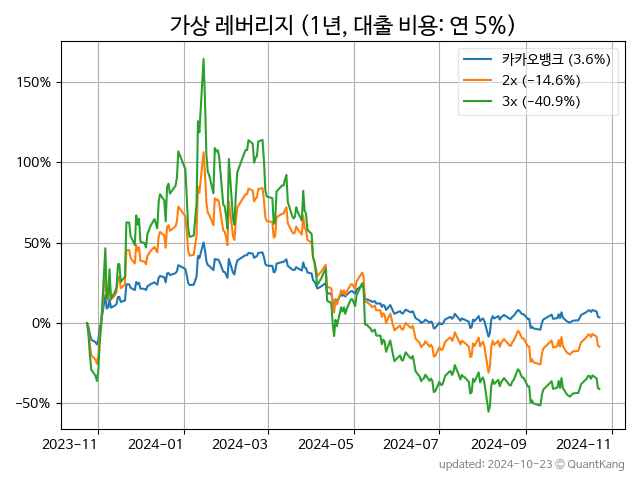 가상 레버리지 (1년, 대출 비용: 연 5%)
카카오뱅크 (3.6%)
2x (−14.6%)
3x (−40.9%)
150%
100%
50%
0%
−50%
2023−11 2024−01 2024−03 2024−05 2024−07 2024−09 2024−11
updated: 2024-10-23 © QuantKang